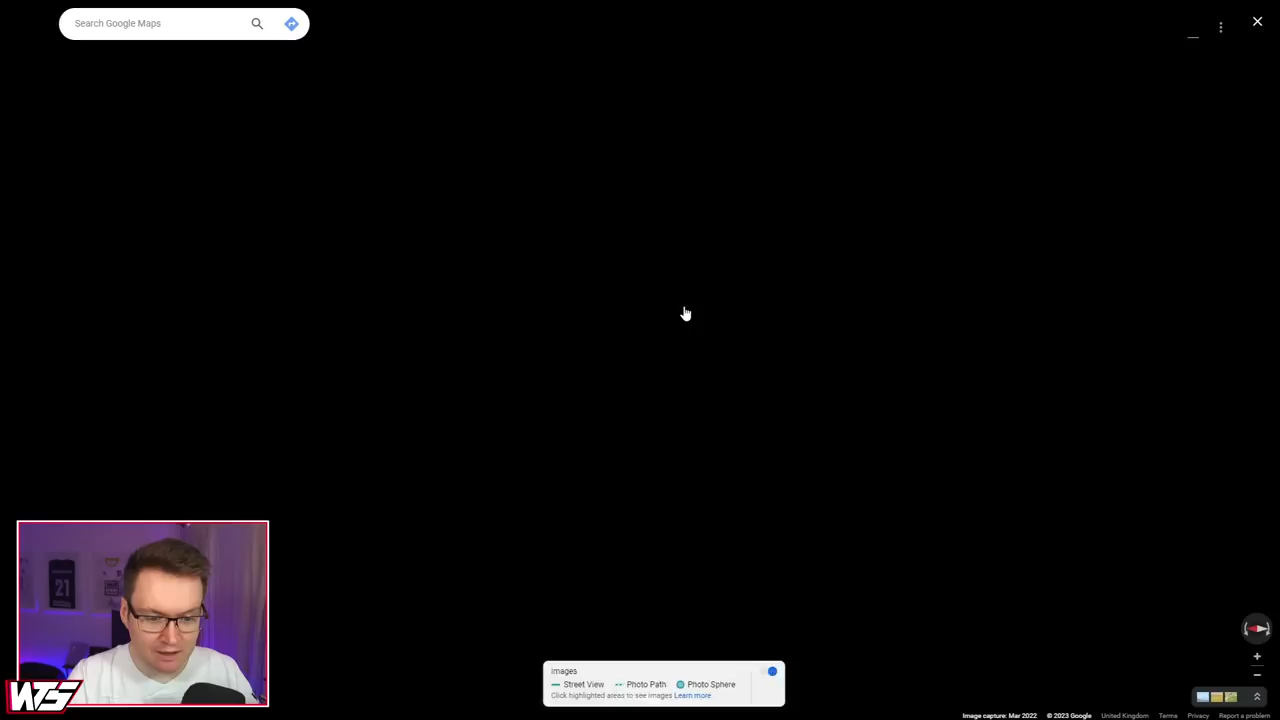 Search Google Maps
21
WTS
images
Street View Photo Path Photo Sphere
Click highlighted areas to see images Learn more
Image capture: Mar 2022 © 2023 Google United Kingdom Terms Privacy Report a problem